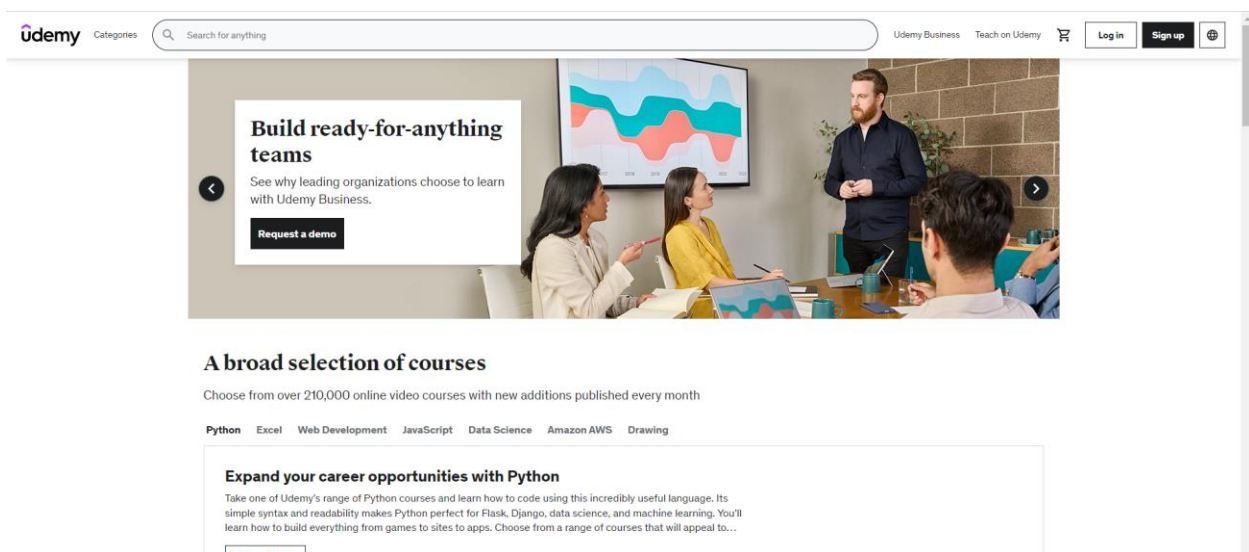 ûdemy
Categories
Search for anything
Udemy Business
Teach on Udemy
Log in
Sign up
Build ready-for-anything
teams
See why leading organizations choose to learn
with Udemy Business.
Request a demo
A broad selection of courses
Choose from over 210,000 online video courses with new additions published every month
Python Excel Web Development JavaScript Data Science Amazon AWS Drawing
Expand your career opportunities with Python
Take one of Udemy's range of Python courses and learn how to code using this incredibly useful language. Its
simple syntax and readability makes Python perfect for Flask, Django, data science, and machine learning. You'll
learn how to build everything from games to sites to apps. Choose from a range of courses that will appeal to...